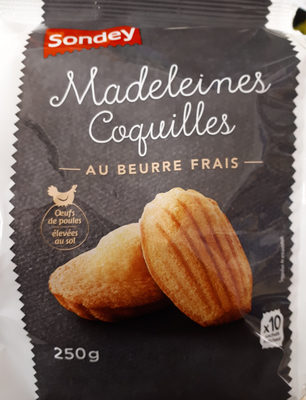 Sondey
Madeleines
Coquilles
AU BEURRE FRAIS
Œufs
de poules
élevées
au sol
x10
250g